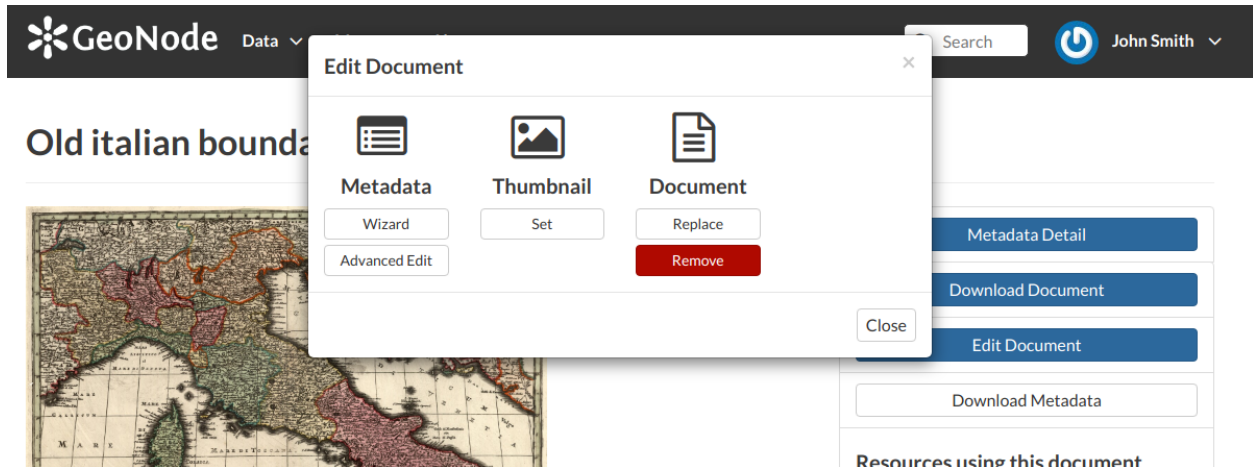 GeoNode Data Search John Smith
Edit Document ×
Old italian bounda
Metadata Thumbnail Document
Wizard Set Replace
Advanced Edit Remove
Close
Metadata Detail
Download Document
Edit Document
Download Metadata
Resources using this document
MARE